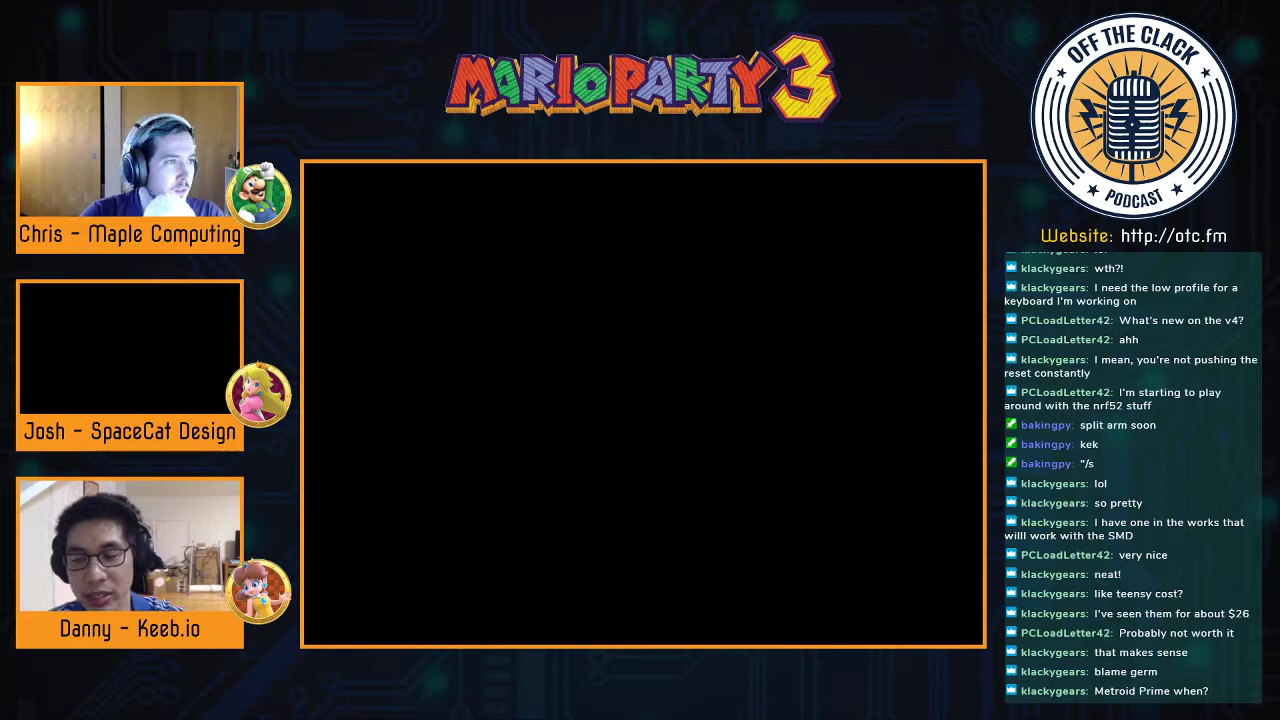 MARIO PARTY 3
OFF THE CLACK
PODCAST
Website: http://otc.fm
Chris - Maple Computing
Josh - SpaceCat Design
Danny - Keeb.io
klackygears: wth?!
klackygears: I need the low profile for a
keyboard I'm working on
PCLoadLetter42: What's new on the v4?
PCLoadLetter42: ahh
klackygears: I mean, you're not pushing the
reset constantly
PCLoadLetter42: I'm starting to play
around with the nrf52 stuff
bakingpy: split arm soon
bakingpy: kek
bakingpy: "/s
klackygears: lol
klackygears: so pretty
klackygears: I have one in the works that
willl work with the SMD
PCLoadLetter42: very nice
klackygears: neat!
klackygears: like teensy cost?
klackygears: I've seen them for about $26
PCLoadLetter42: Probably not worth it
klackygears: that makes sense
klackygears: blame germ
klackygears: Metroid Prime when?